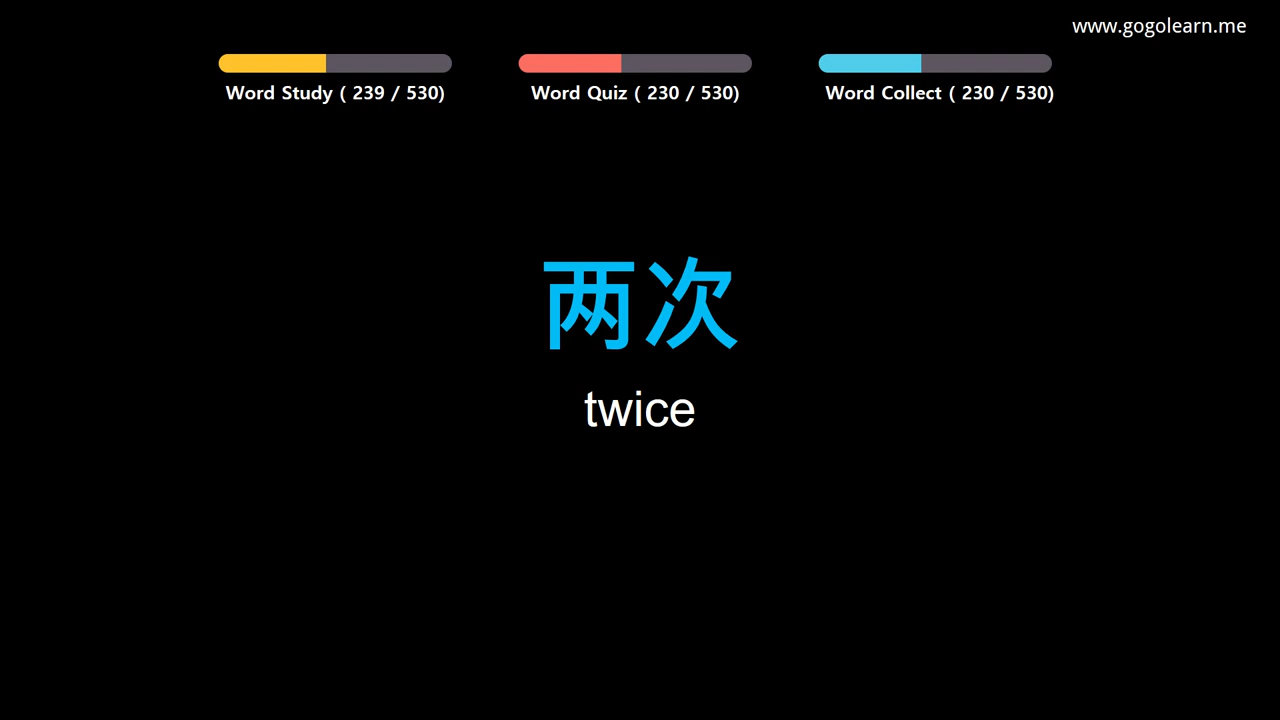 www.gogolearn.me
Word Study ( 239 / 530)
Word Quiz ( 230 / 530)
Word Collect ( 230 / 530)
两次
twice